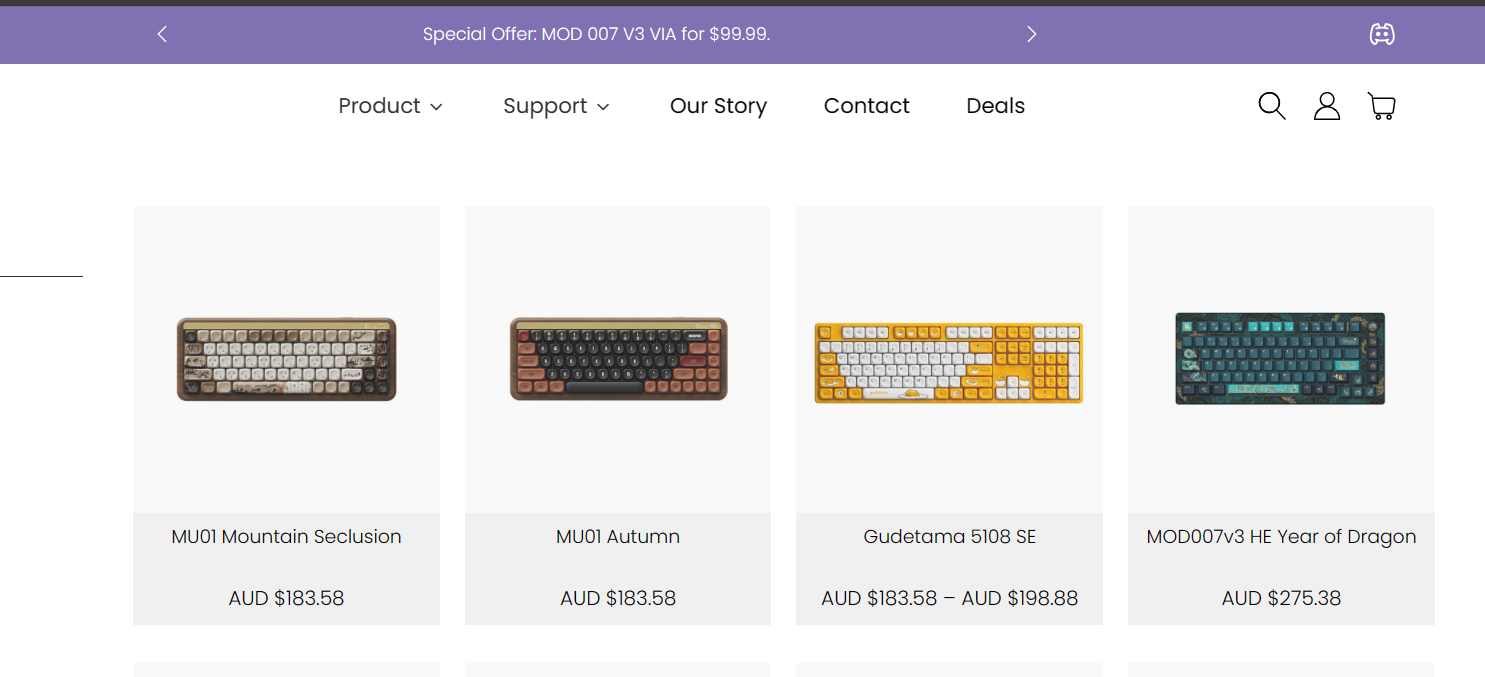 Special Offer: MOD 007 V3 VIA for $99.99.
Product
Support
Our Story
Contact
Deals
MU01 Mountain Seclusion
MU01 Autumn
Gudetama 5108 SE
MOD007v3 HE Year of Dragon
AUD $183.58
AUD $183.58
AUD $183.58 – AUD $198.88
AUD $275.38